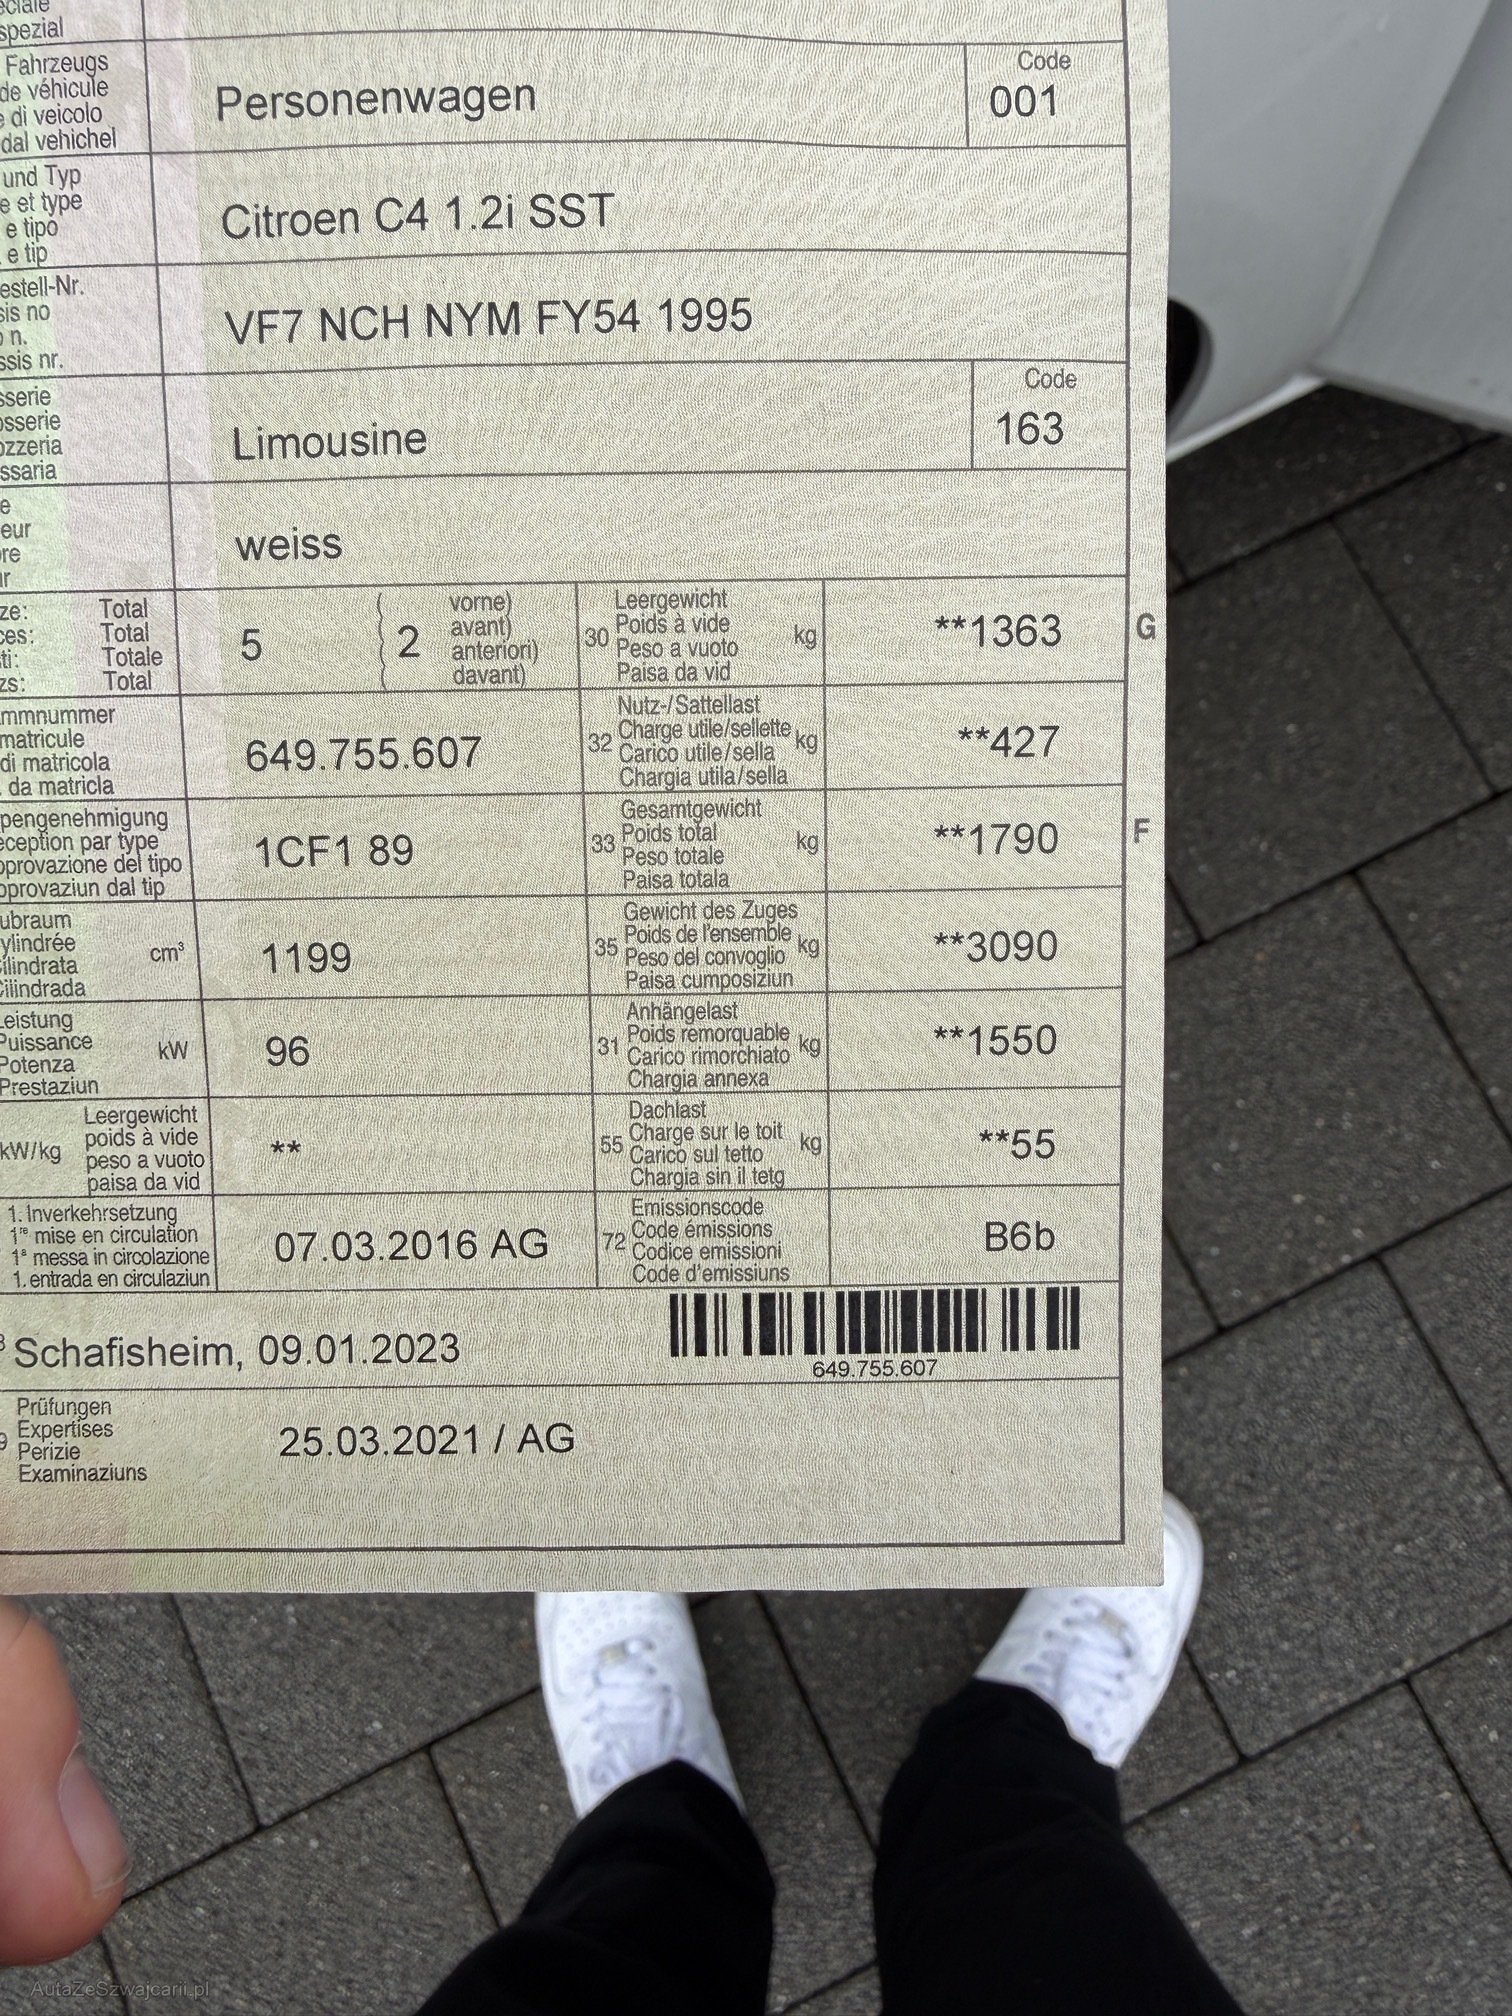 spezial
Fahrzeugs
de véhicule
di veicolo
dal vehichel
Personenwagen
Code
001
und Typ
e et type
e tipo
e tip
Citroen C4 1.2i SST
estell-Nr.
sis no
n.
ssis nr.
VF7 NCH NYM FY54 1995
sserie
osserie
ozzeria
ssaria
Limousine
Code
163
e
eur
re
r
weiss
ze: Total
ces: Total
ti: Totale
zs: Total
5
2
vorne)
avant)
anteriori)
davant)
30
Leergewicht
Poids à vide
Peso a vuoto
Paisa da vid
kg
**1363
G
mmnummer
matricule
di matricola
da matricla
649.755.607
32
Nutz-/Sattellast
Charge utile/sellette
Carico utile/sella
Chargia utila/sella
kg
**427
pengenehmigung
ception par type
provazione del tipo
pprovaziun dal tip
1CF1 89
33
Gesamtgewicht
Poids total
Peso totale
Paisa totala
kg
**1790
F
ubraum
ylindrée
ilindrata
Cilindrada
cm³
1199
35
Gewicht des Zuges
Poids de l'ensemble
Peso del convoglio
Paisa cumposiziun
kg
**3090
Leistung
Puissance
Potenza
Prestaziun
kW
96
31
Anhängelast
Poids remorquable
Carico rimorchiato
Chargia annexa
kg
**1550
kW/kg
Leergewicht
poids à vide
peso a vuoto
paisa da vid
**
55
Dachlast
Charge sur le toit
Carico sul tetto
Chargia sin il tetg
kg
**55
1. Inverkehrsetzung
1re mise en circulation
1a messa in circolazione
1. entrada en circulaziun
07.03.2016 AG
72
Emissionscode
Code émissions
Codice emissioni
Code d'emissiuns
B6b
Schafisheim, 09.01.2023
649.755.607
9
Prüfungen
Expertises
Perizie
Examinaziuns
25.03.2021 / AG
AutaZeSzwajcarii.pl